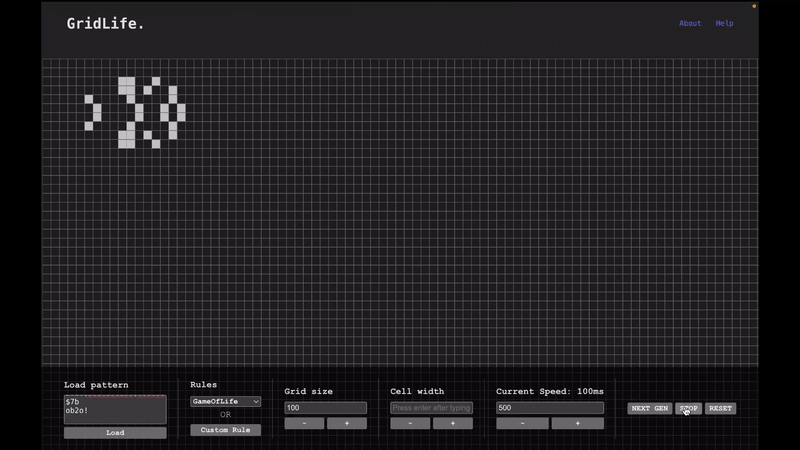 GridLife.
About Help
Load pattern
$7b
ob2o!
Load
Rules
GameOfLife
OR
Custom Rule
Grid size
100
- +
Cell width
Press enter after typing
- +
Current Speed: 100ms
500
- +
NEXT GEN STOP RESET